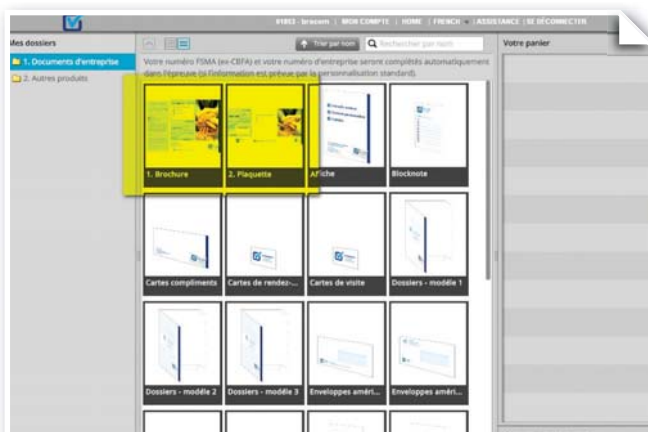 01053 - brocom | MON COMPTE | HOME | FRENCH | ASSISTANCE | SE DÉCONNECTER
Mes dossiers
Trier par nom
Rechercher par nom
Votre panier
1. Documents d'entreprise
2. Autres produits
Votre numéro FSMA (ex-CBFA) et votre numéro d'entreprise seront complétés automatiquement
dans l'épreuve (si l'information est prévue par la personnalisation standard).
1. Brochure
2. Plaquette
Affiche
Blocknote
Cartes compliments
Cartes de rendez-...
Cartes de visite
Dossiers - modèle 1
Dossiers - modèle 2
Dossiers - modèle 3
Enveloppes améri...
Enveloppes améri...